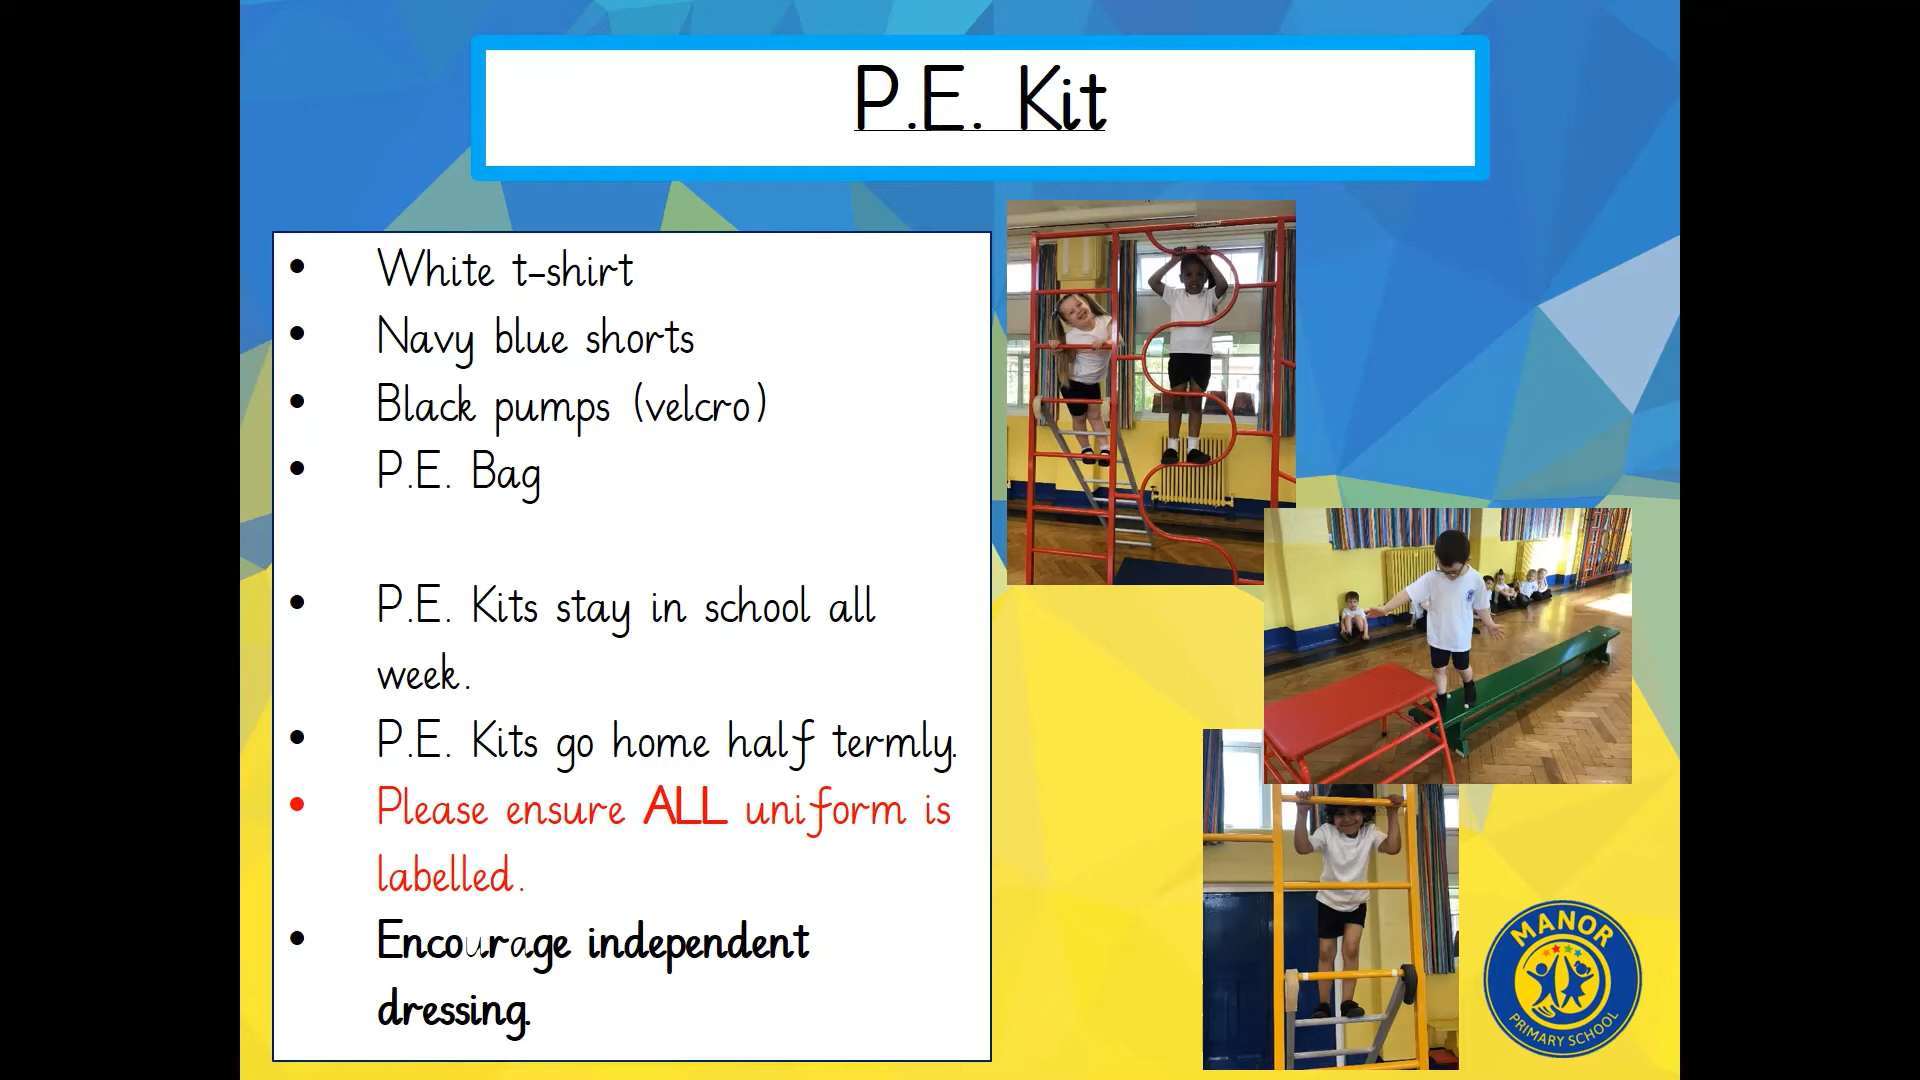 P.E. Kit
• White t-shirt
• Navy blue shorts
• Black pumps (velcro)
• P.E. Bag
• P.E. Kits stay in school all
week.
• P.E. Kits go home half termly.
• Please ensure ALL uniform is
labelled.
• Encourage independent
dressing.
MANOR
PRIMARY SCHOOL